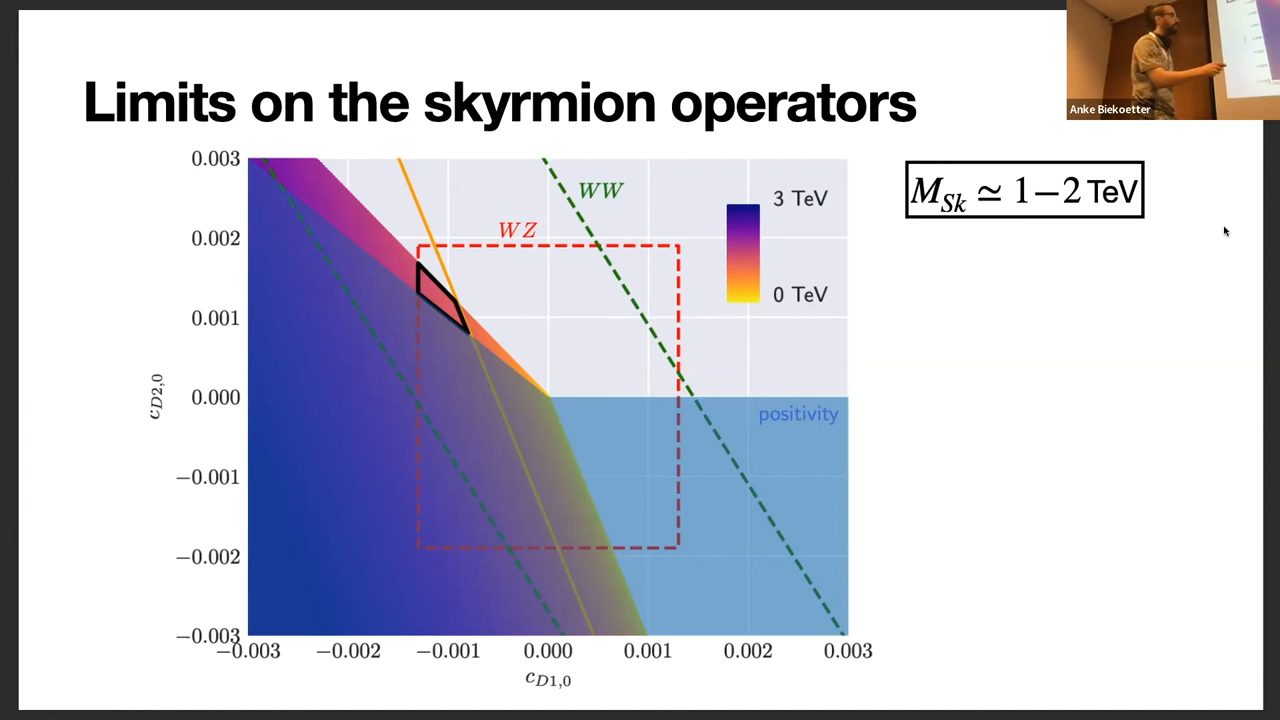 Limits on the skyrmion operators
Anke Biekoetter
M_{Sk} ≃ 1–2 TeV
0.003
0.002
0.001
0.000
−0.001
−0.002
−0.003
c_{D2,0}
WW
WZ
3 TeV
0 TeV
positivity
−0.003 −0.002 −0.001 0.000 0.001 0.002 0.003
c_{D1,0}